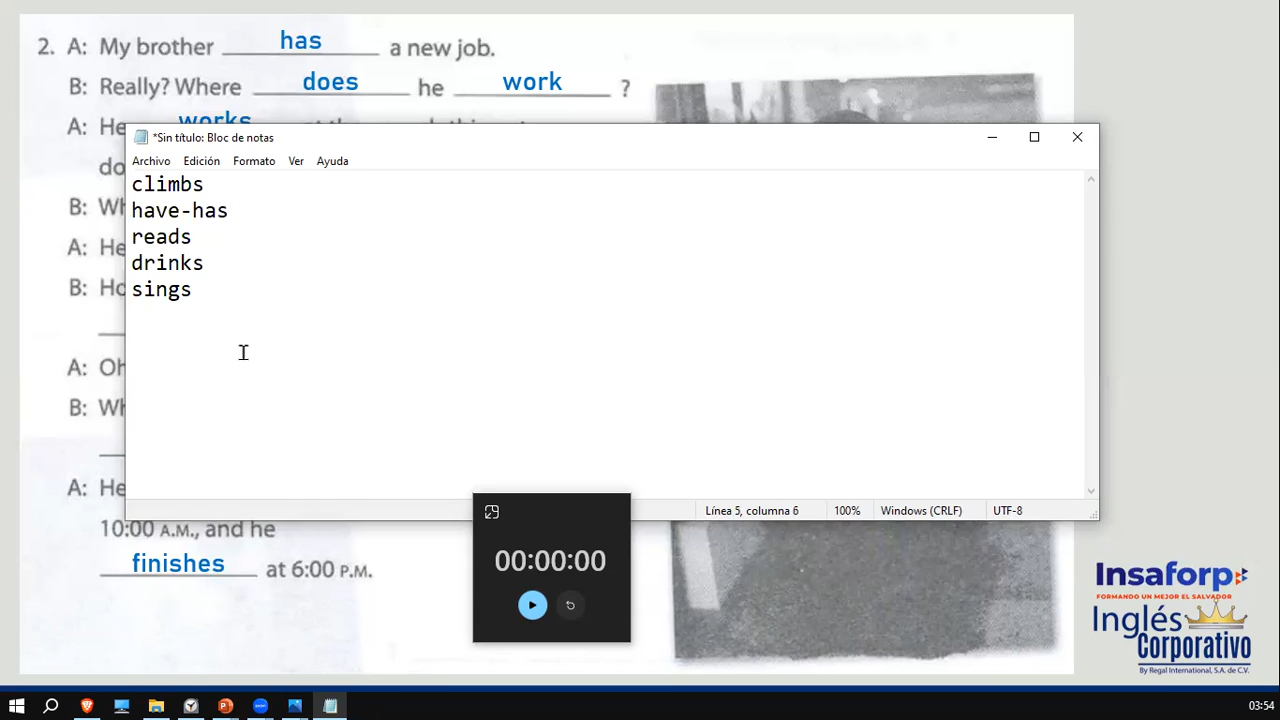 2. A: My brother has a new job.
B: Really? Where does he work ?
A: He works
*Sin título: Bloc de notas
Archivo Edición Formato Ver Ayuda
do
climbs
B: Wh
have-has
reads
A: He
drinks
B: Ho
sings
A: Oh
B: Wh
A: He
Línea 5, columna 6 100% Windows (CRLF) UTF-8
10:00 A.M., and he
finishes at 6:00 P.M.
00:00:00
Insaforp
FORMANDO UN MEJOR EL SALVADOR
Inglés
Corporativo
By Regal International, S.A. de C.V.
03:54